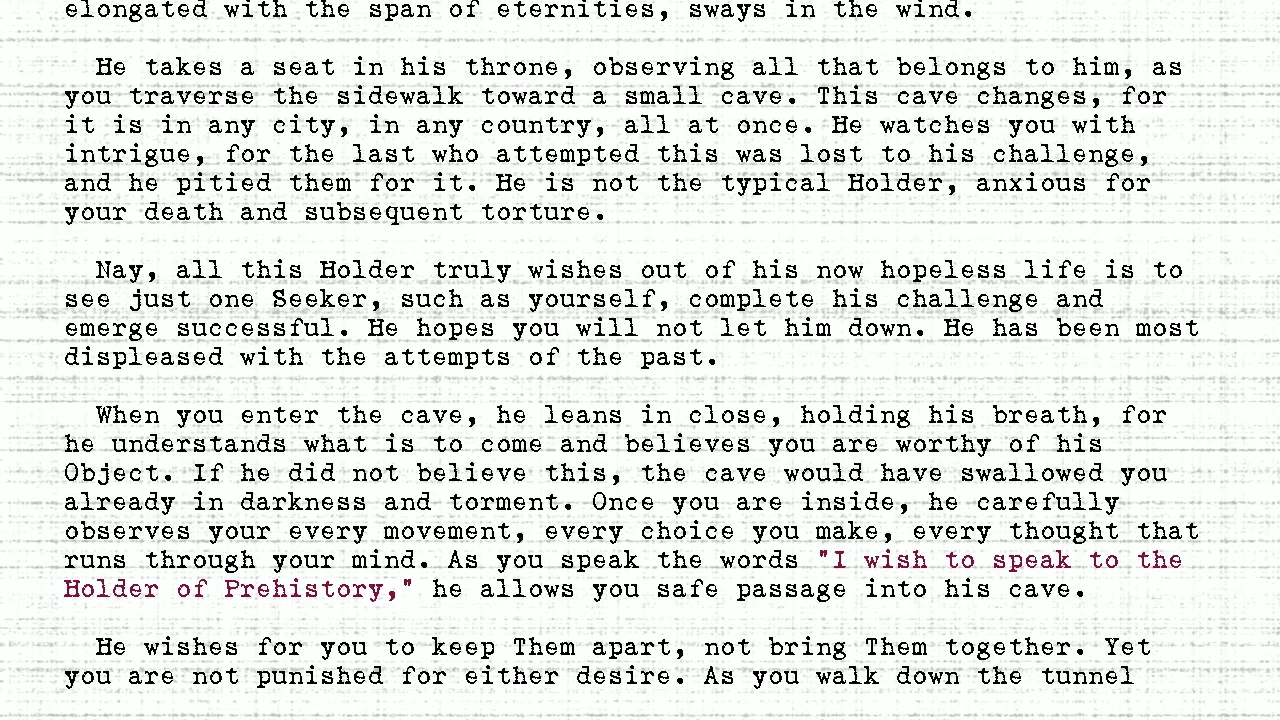 elongated with the span of eternities, sways in the wind.
He takes a seat in his throne, observing all that belongs to him, as
you traverse the sidewalk toward a small cave. This cave changes, for
it is in any city, in any country, all at once. He watches you with
intrigue, for the last who attempted this was lost to his challenge,
and he pitied them for it. He is not the typical Holder, anxious for
your death and subsequent torture.
Nay, all this Holder truly wishes out of his now hopeless life is to
see just one Seeker, such as yourself, complete his challenge and
emerge successful. He hopes you will not let him down. He has been most
displeased with the attempts of the past.
When you enter the cave, he leans in close, holding his breath, for
he understands what is to come and believes you are worthy of his
Object. If he did not believe this, the cave would have swallowed you
already in darkness and torment. Once you are inside, he carefully
observes your every movement, every choice you make, every thought that
runs through your mind. As you speak the words "I wish to speak to the
Holder of Prehistory," he allows you safe passage into his cave.
He wishes for you to keep Them apart, not bring Them together. Yet
you are not punished for either desire. As you walk down the tunnel